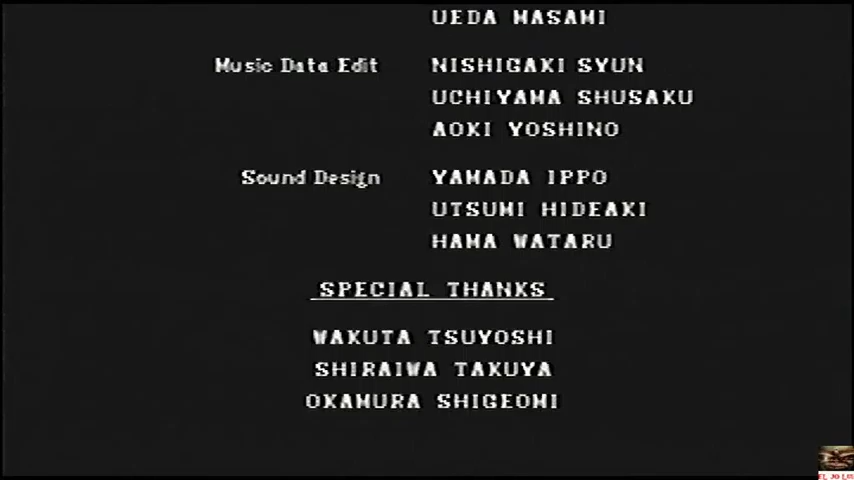 UEDA MASAMI
Music Data Edit NISHIGAKI SYUN
UCHIYAMA SHUSAKU
AOKI YOSHINO
Sound Design YAMADA IPPO
UTSUMI HIDEAKI
HAMA WATARU
SPECIAL THANKS
WAKUTA TSUYOSHI
SHIRAIWA TAKUYA
OKAMURA SHIGEOMI
EL